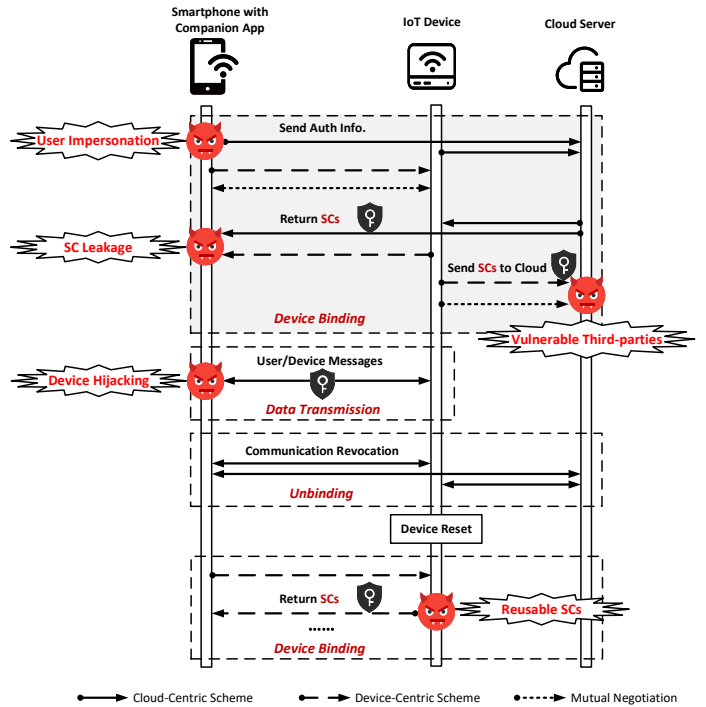 Smartphone with
Companion App
IoT Device
Cloud Server
User Impersonation
Send Auth Info.
Return SCs
SC Leakage
Send SCs to Cloud
Device Binding
Vulnerable Third-parties
User/Device Messages
Device Hijacking
Data Transmission
Communication Revocation
Unbinding
Device Reset
Return SCs
Reusable SCs
......
Device Binding
Cloud-Centric Scheme
Device-Centric Scheme
Mutual Negotiation